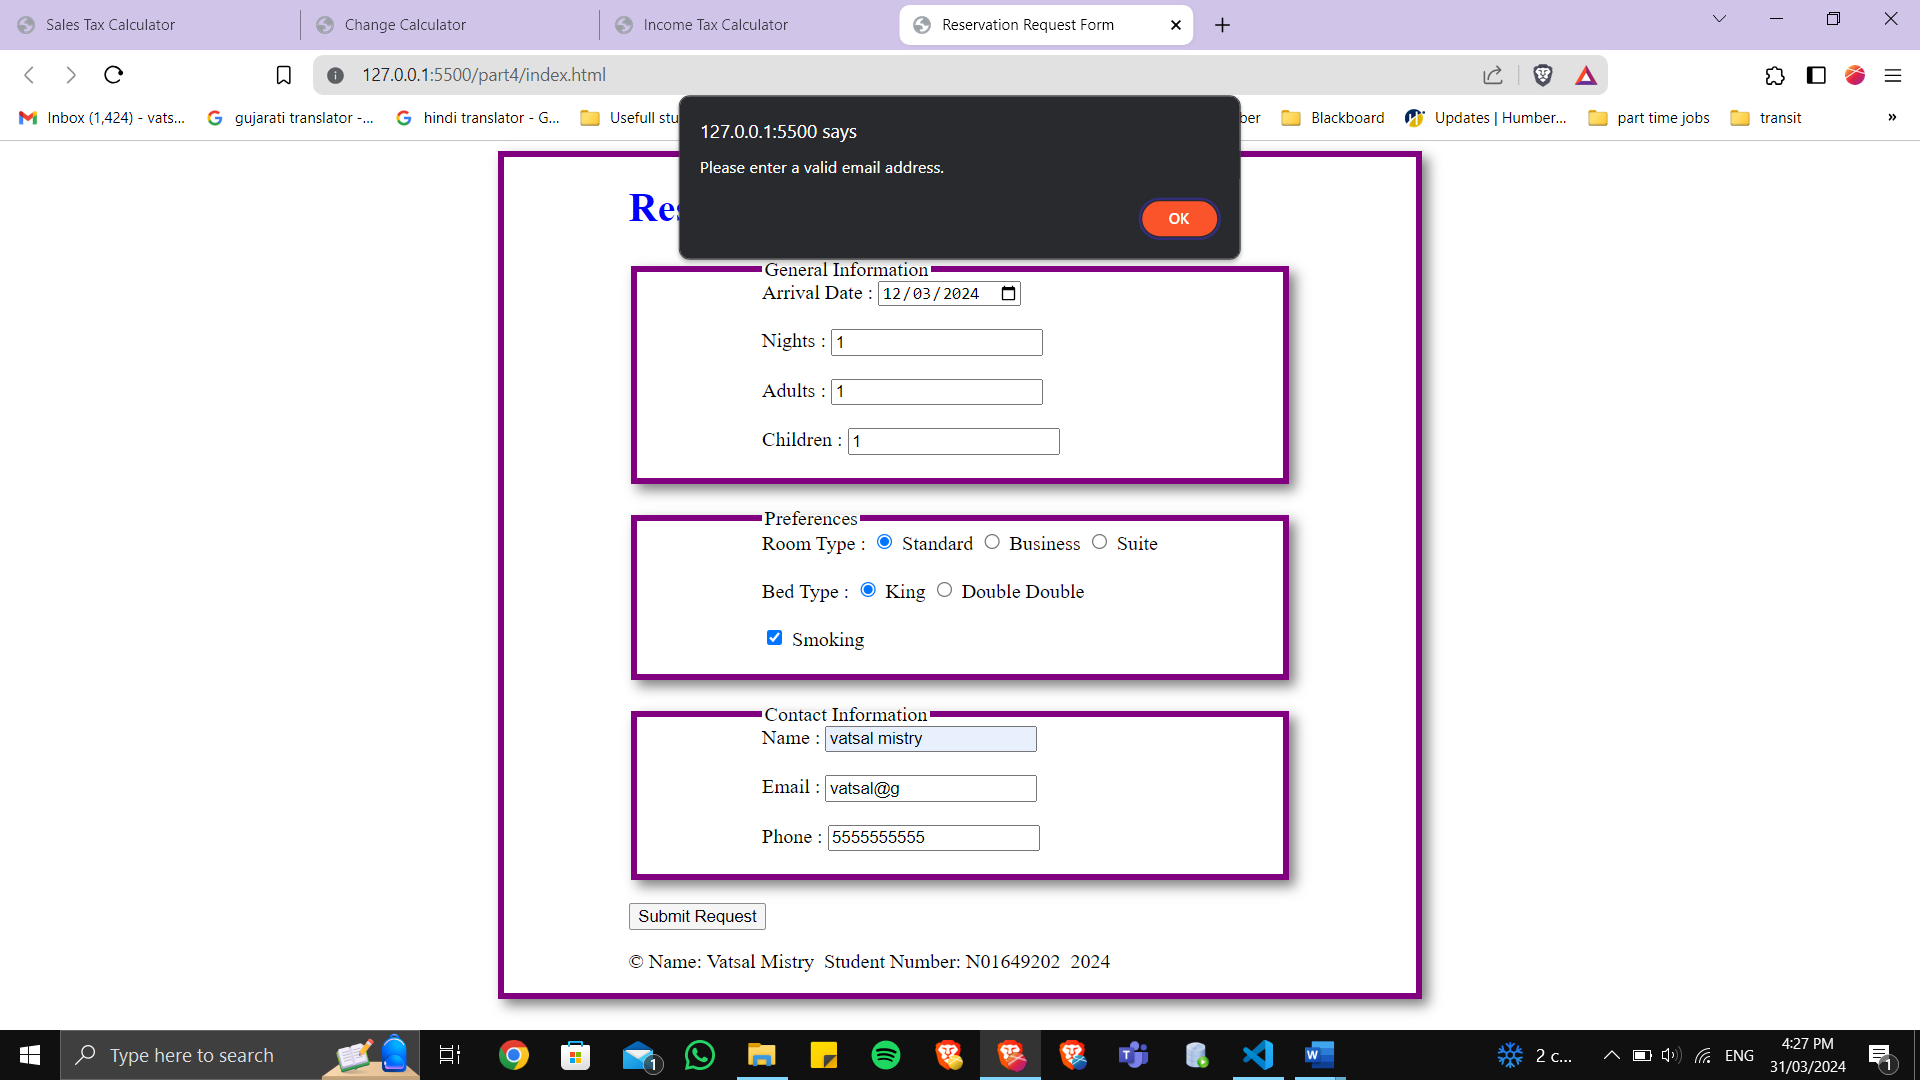 Sales Tax Calculator
Change Calculator
Income Tax Calculator
Reservation Request Form
127.0.0.1:5500/part4/index.html
Inbox (1,424) - vats...
gujarati translator -...
hindi translator - G...
Usefull stu
ber
Blackboard
Updates | Humber...
part time jobs
transit
»
127.0.0.1:5500 says
Please enter a valid email address.
OK
Res
General Information
Arrival Date : 12/03/2024
Nights : 1
Adults : 1
Children : 1
Preferences
Room Type : Standard Business Suite
Bed Type : King Double Double
Smoking
Contact Information
Name : vatsal mistry
Email : vatsal@g
Phone : 5555555555
Submit Request
© Name: Vatsal Mistry Student Number: N01649202 2024
Type here to search
1
2 c...
ENG
4:27 PM
31/03/2024
1